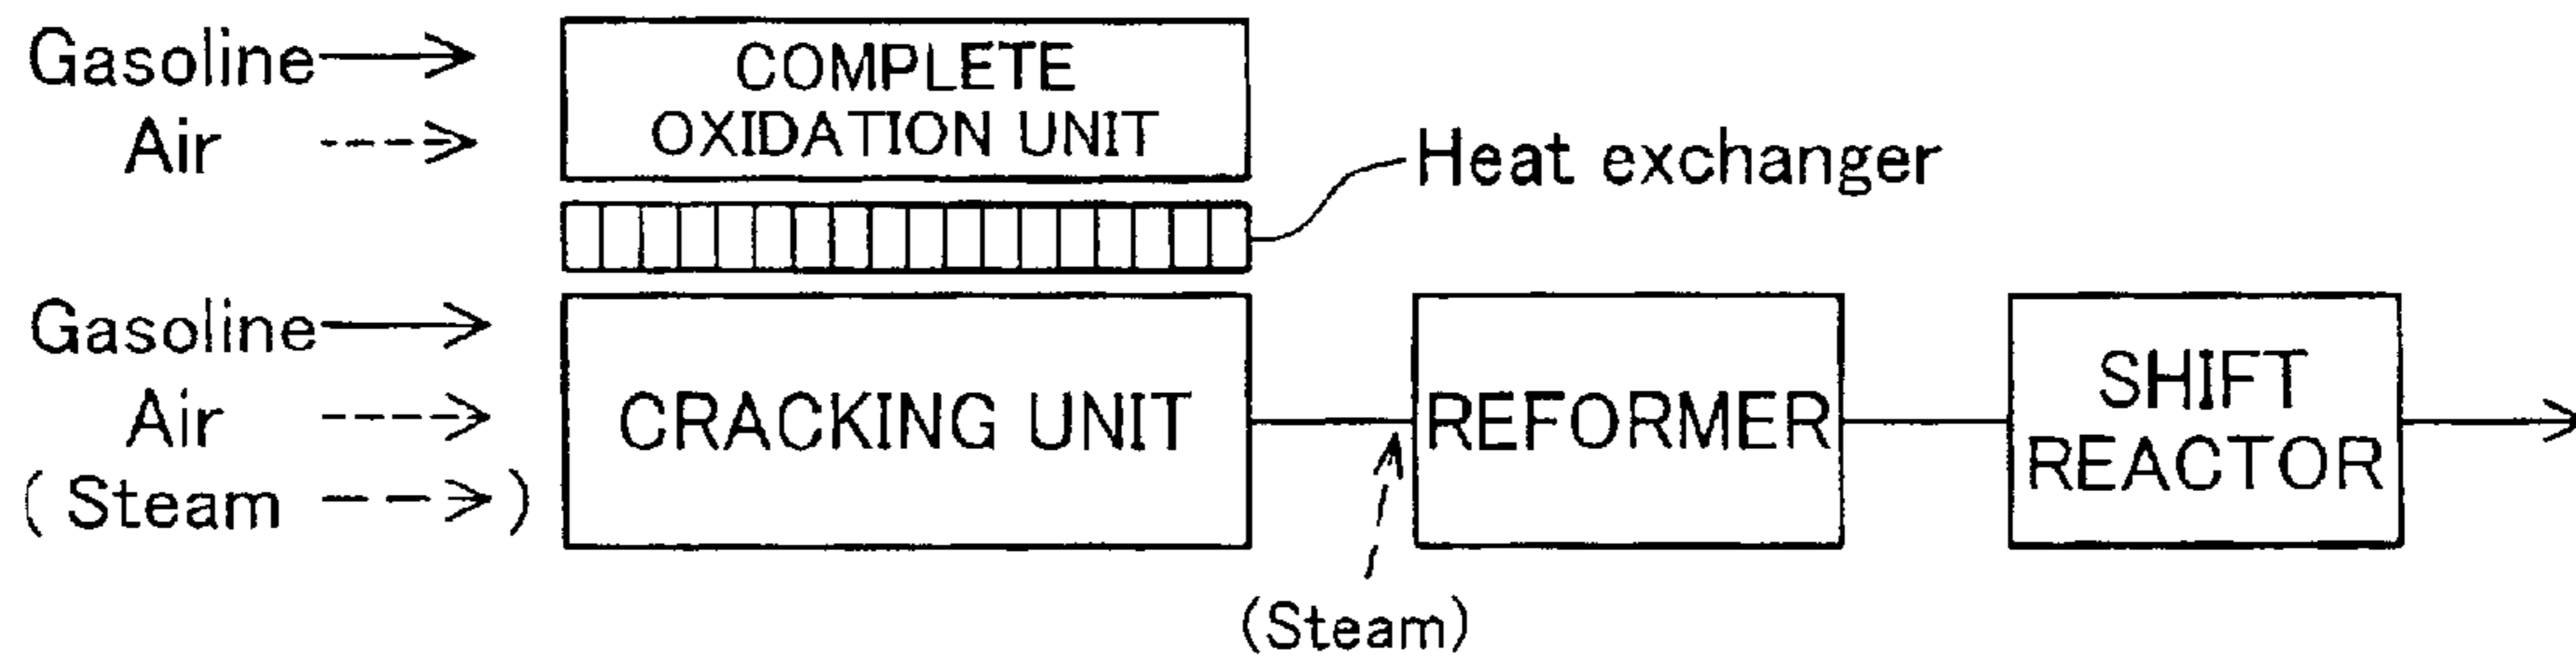 Gasoline
Air
COMPLETE
OXIDATION UNIT
Heat exchanger
Gasoline
Air
( Steam )
CRACKING UNIT
REFORMER
SHIFT
REACTOR
(Steam)